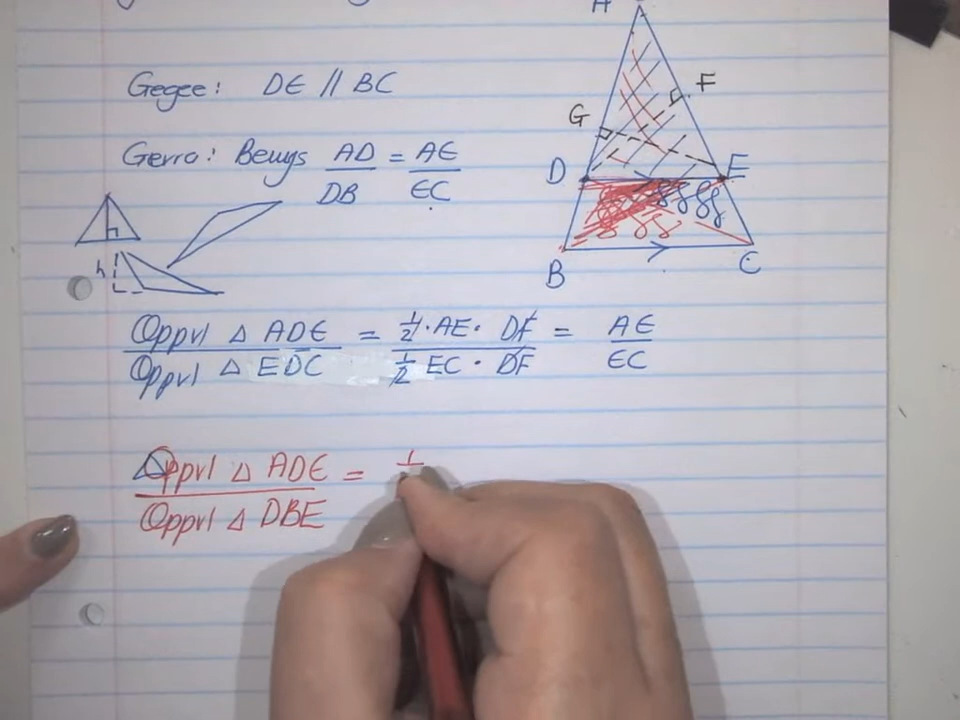 A
Gegee: DE // BC
F
G
Gevra: Bewys AD/DB = AE/EC
D E
B C
h
Oppvl △ ADE / Oppvl △ EDC = 1/2 · AE · DF / 1/2 EC · DF = AE / EC
Oppvl △ ADE / Oppvl △ DBE = 1